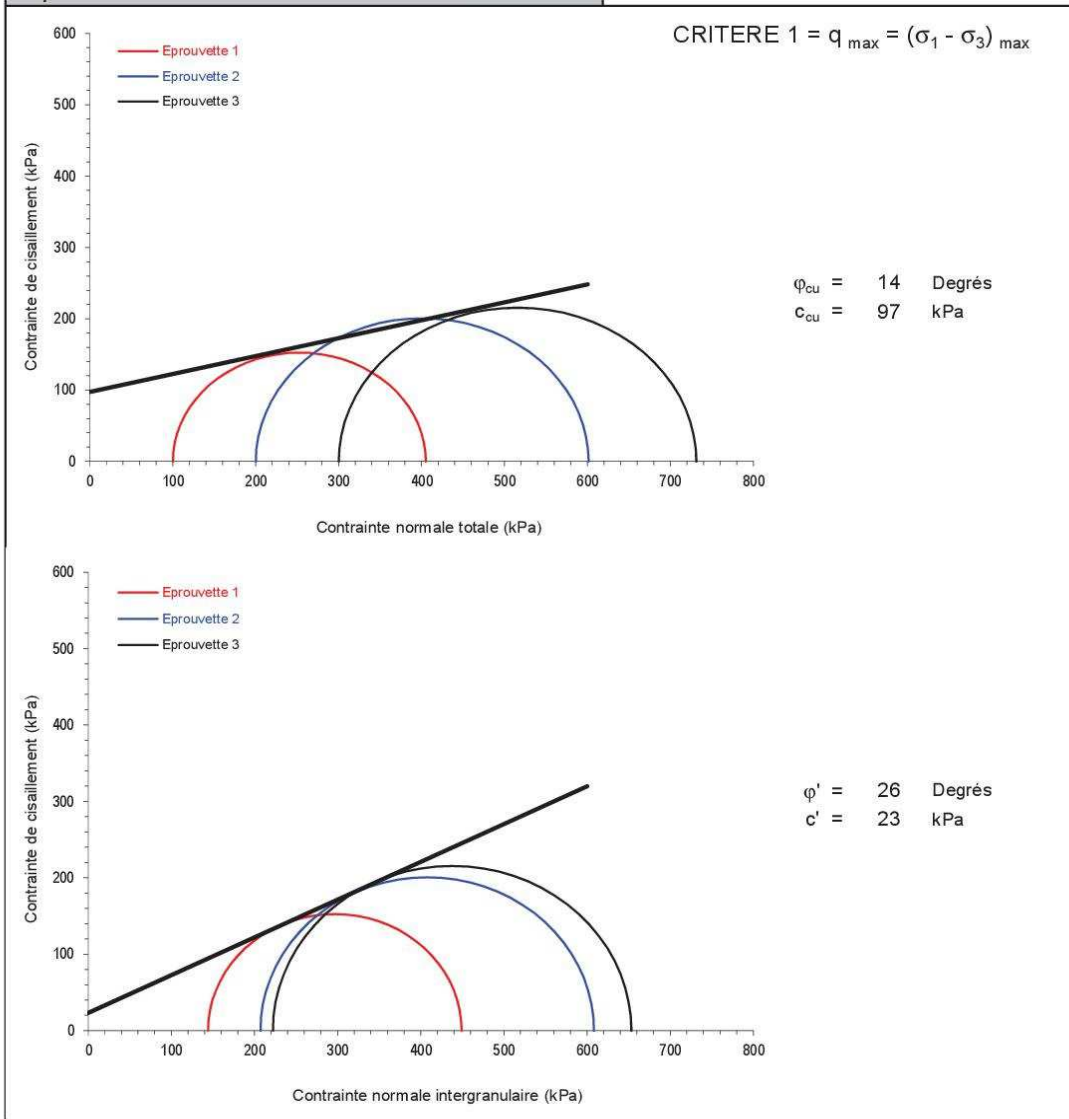 CRITERE 1 = q max = (σ1 - σ3) max
600
500
400
300
200
100
0
Contrainte de cisaillement (kPa)
Eprouvette 1
Eprouvette 2
Eprouvette 3
0 100 200 300 400 500 600 700 800
Contrainte normale totale (kPa)
φcu = 14 Degrés
ccu = 97 kPa
600
500
400
300
200
100
0
Contrainte de cisaillement (kPa)
Eprouvette 1
Eprouvette 2
Eprouvette 3
0 100 200 300 400 500 600 700 800
Contrainte normale intergranulaire (kPa)
φ' = 26 Degrés
c' = 23 kPa